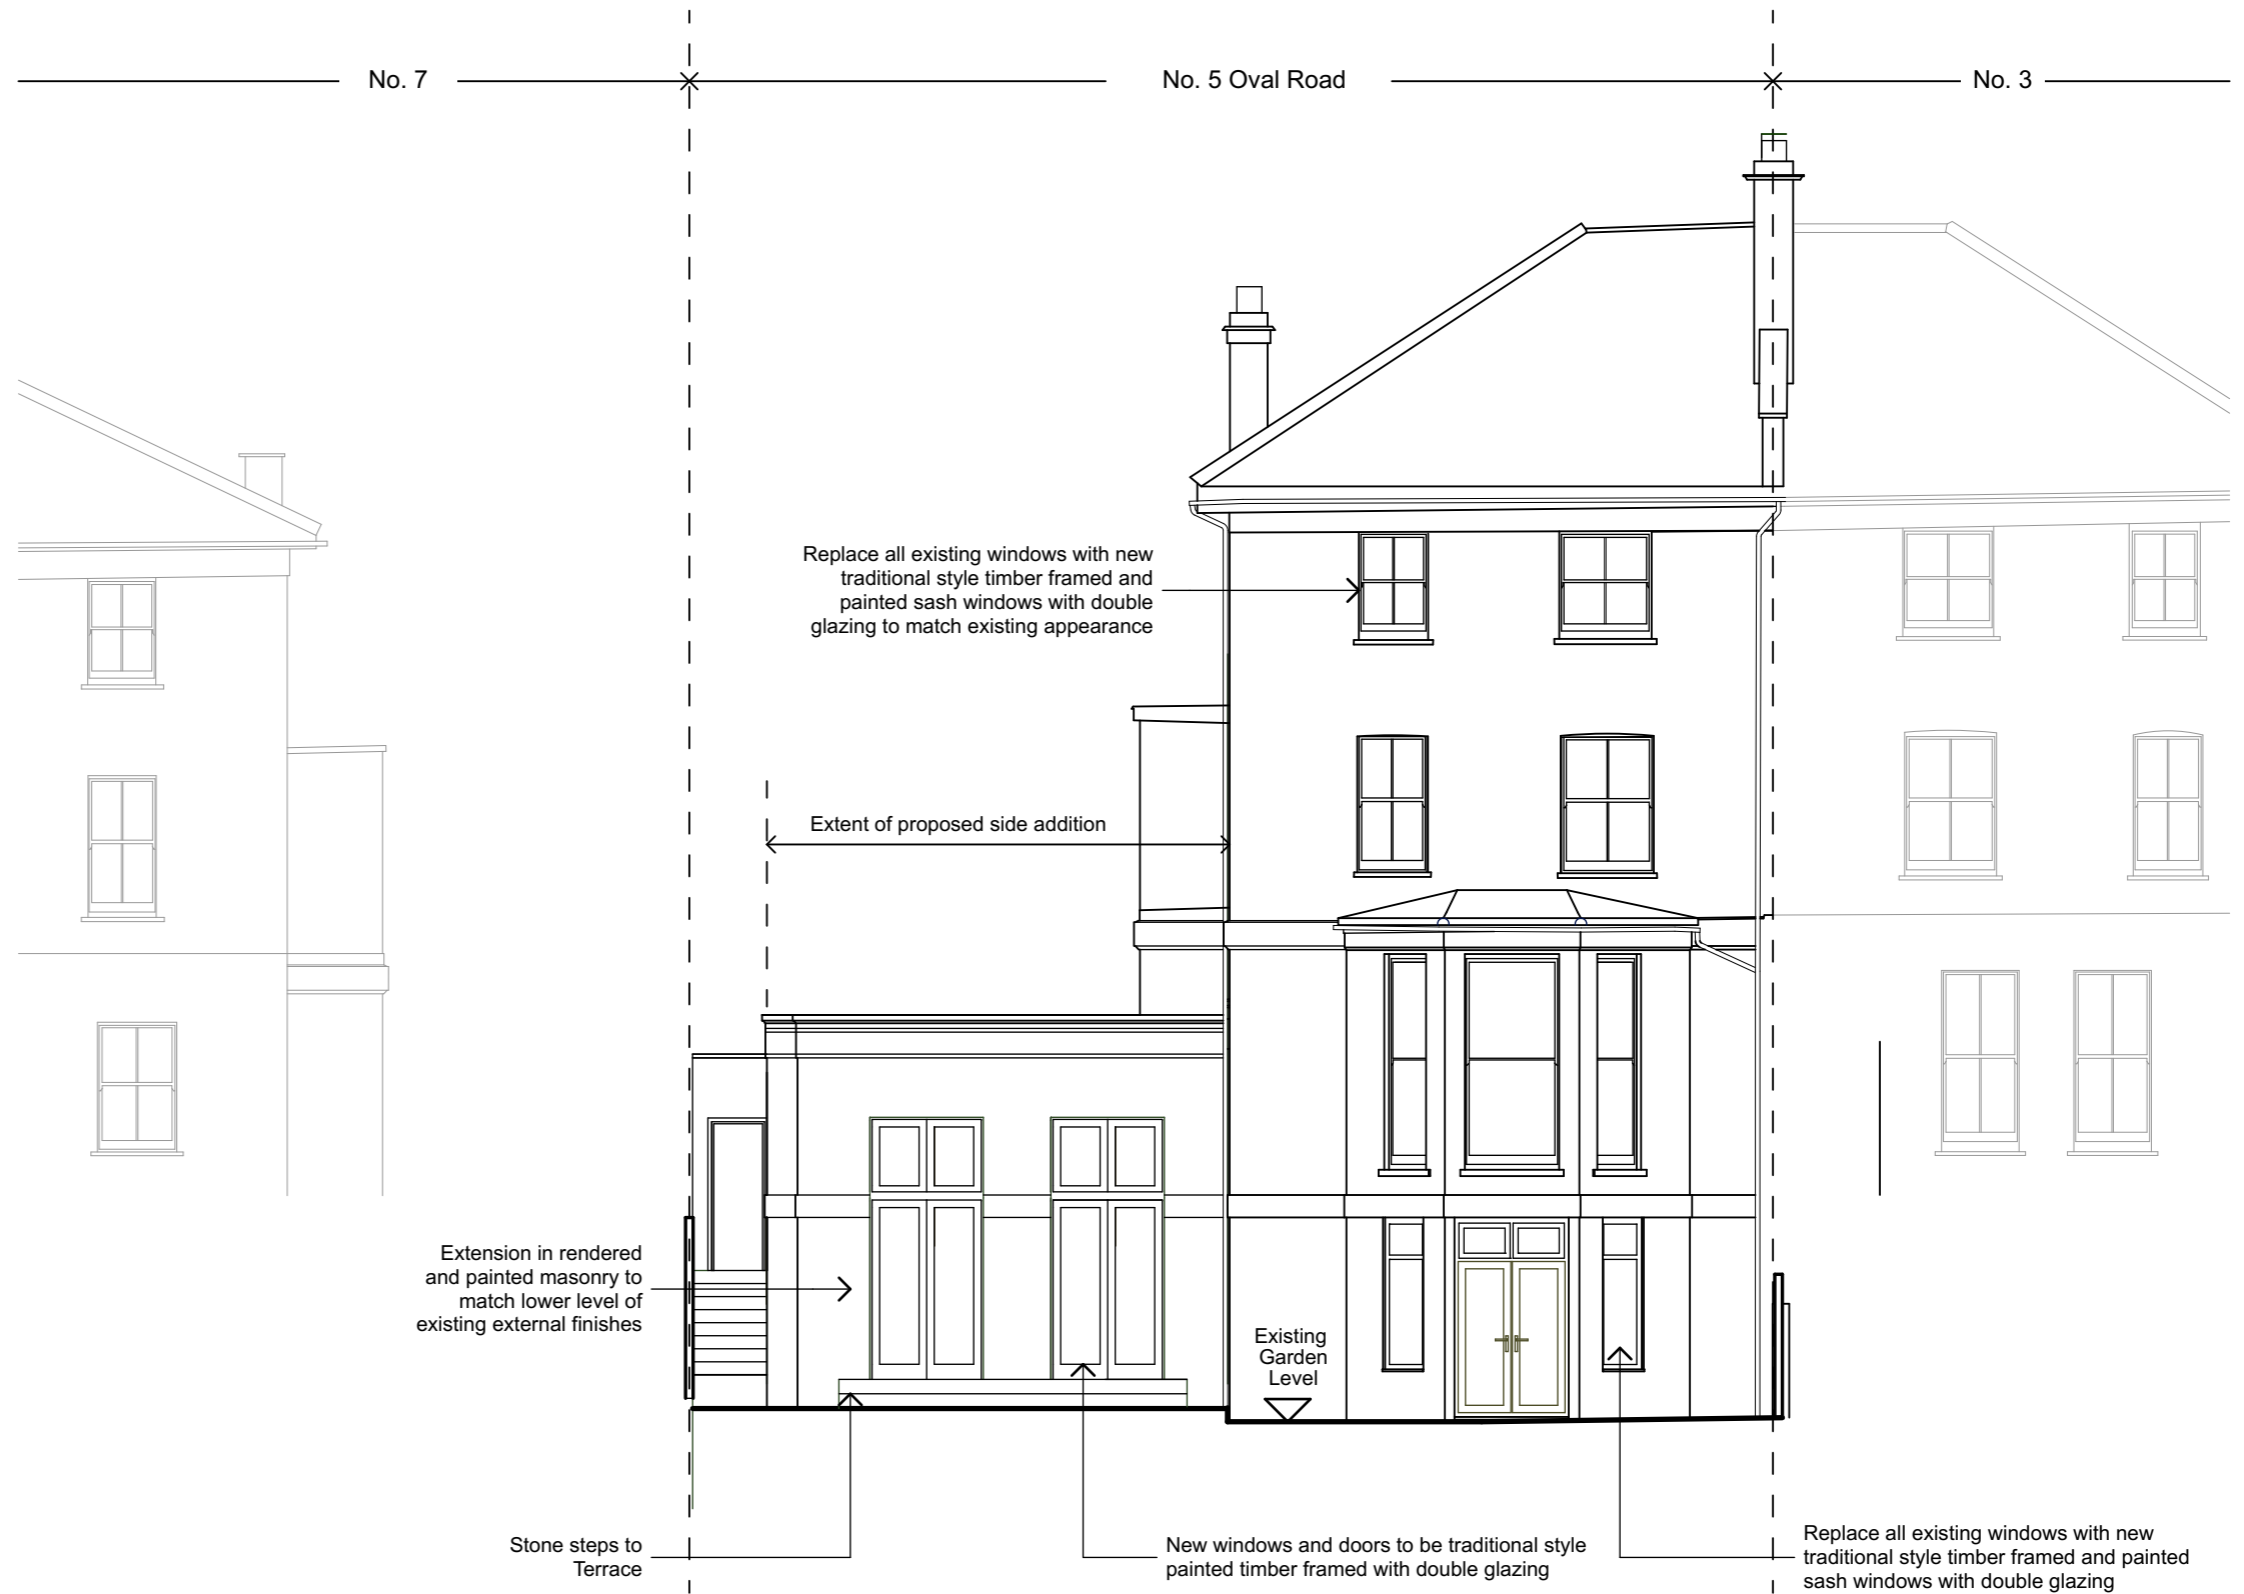 No. 7
No. 5 Oval Road
No. 3
Replace all existing windows with new
traditional style timber framed and
painted sash windows with double
glazing to match existing appearance
Extent of proposed side addition
Extension in rendered
and painted masonry to
match lower level of
existing external finishes
Existing
Garden
Level
Stone steps to
Terrace
New windows and doors to be traditional style
painted timber framed with double glazing
Replace all existing windows with new
traditional style timber framed and painted
sash windows with double glazing